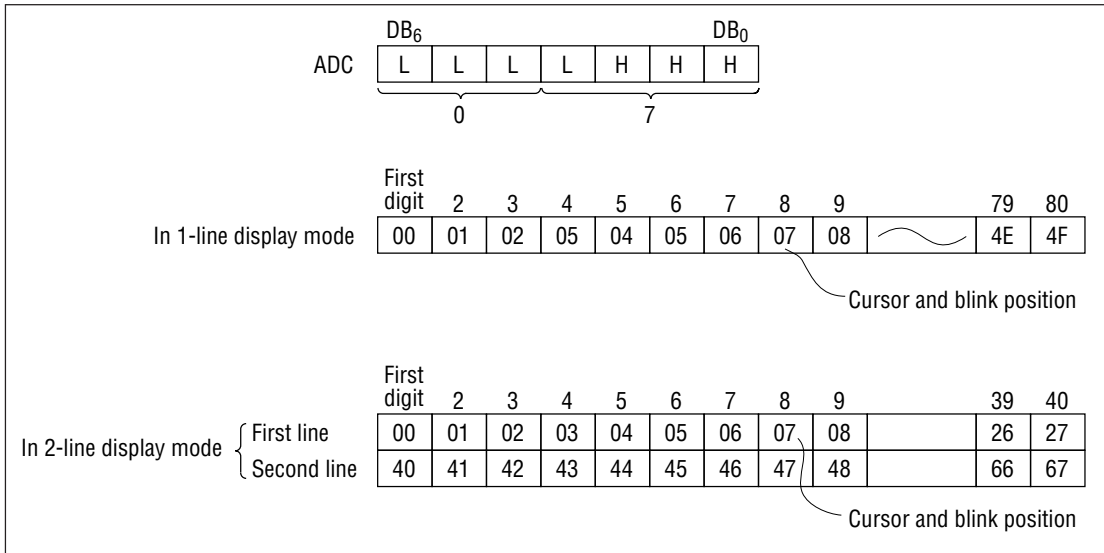 DB6 DB0
ADC L L L L H H H
0 7
First
digit 2 3 4 5 6 7 8 9 79 80
In 1-line display mode 00 01 02 05 04 05 06 07 08 4E 4F
Cursor and blink position
First
digit 2 3 4 5 6 7 8 9 39 40
In 2-line display mode { First line 00 01 02 03 04 05 06 07 08 26 27
Second line 40 41 42 43 44 45 46 47 48 66 67
Cursor and blink position